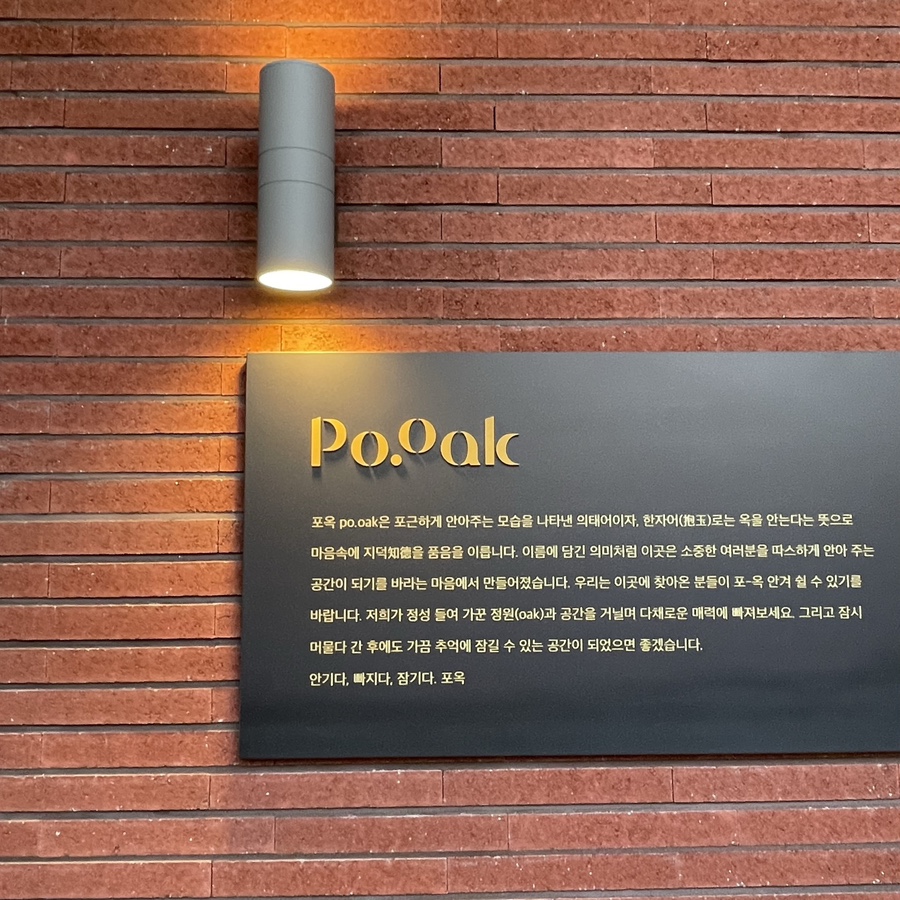 Po.oak
포옥 po.oak은 포근하게 안아주는 모습을 나타낸 의태어이자, 한자어(抱玉)로는 옥을 안는다는 뜻으로
마음속에 지덕知德을 품음을 이릅니다. 이름에 담긴 의미처럼 이곳은 소중한 여러분을 따스하게 안아 주는
공간이 되기를 바라는 마음에서 만들어졌습니다. 우리는 이곳에 찾아온 분들이 포-옥 안겨 쉴 수 있기를
바랍니다. 저희가 정성 들여 가꾼 정원(oak)과 공간을 거닐며 다채로운 매력에 빠져보세요. 그리고 잠시
머물다 간 후에도 가끔 추억에 잠길 수 있는 공간이 되었으면 좋겠습니다.
안기다, 빠지다, 잠기다. 포옥